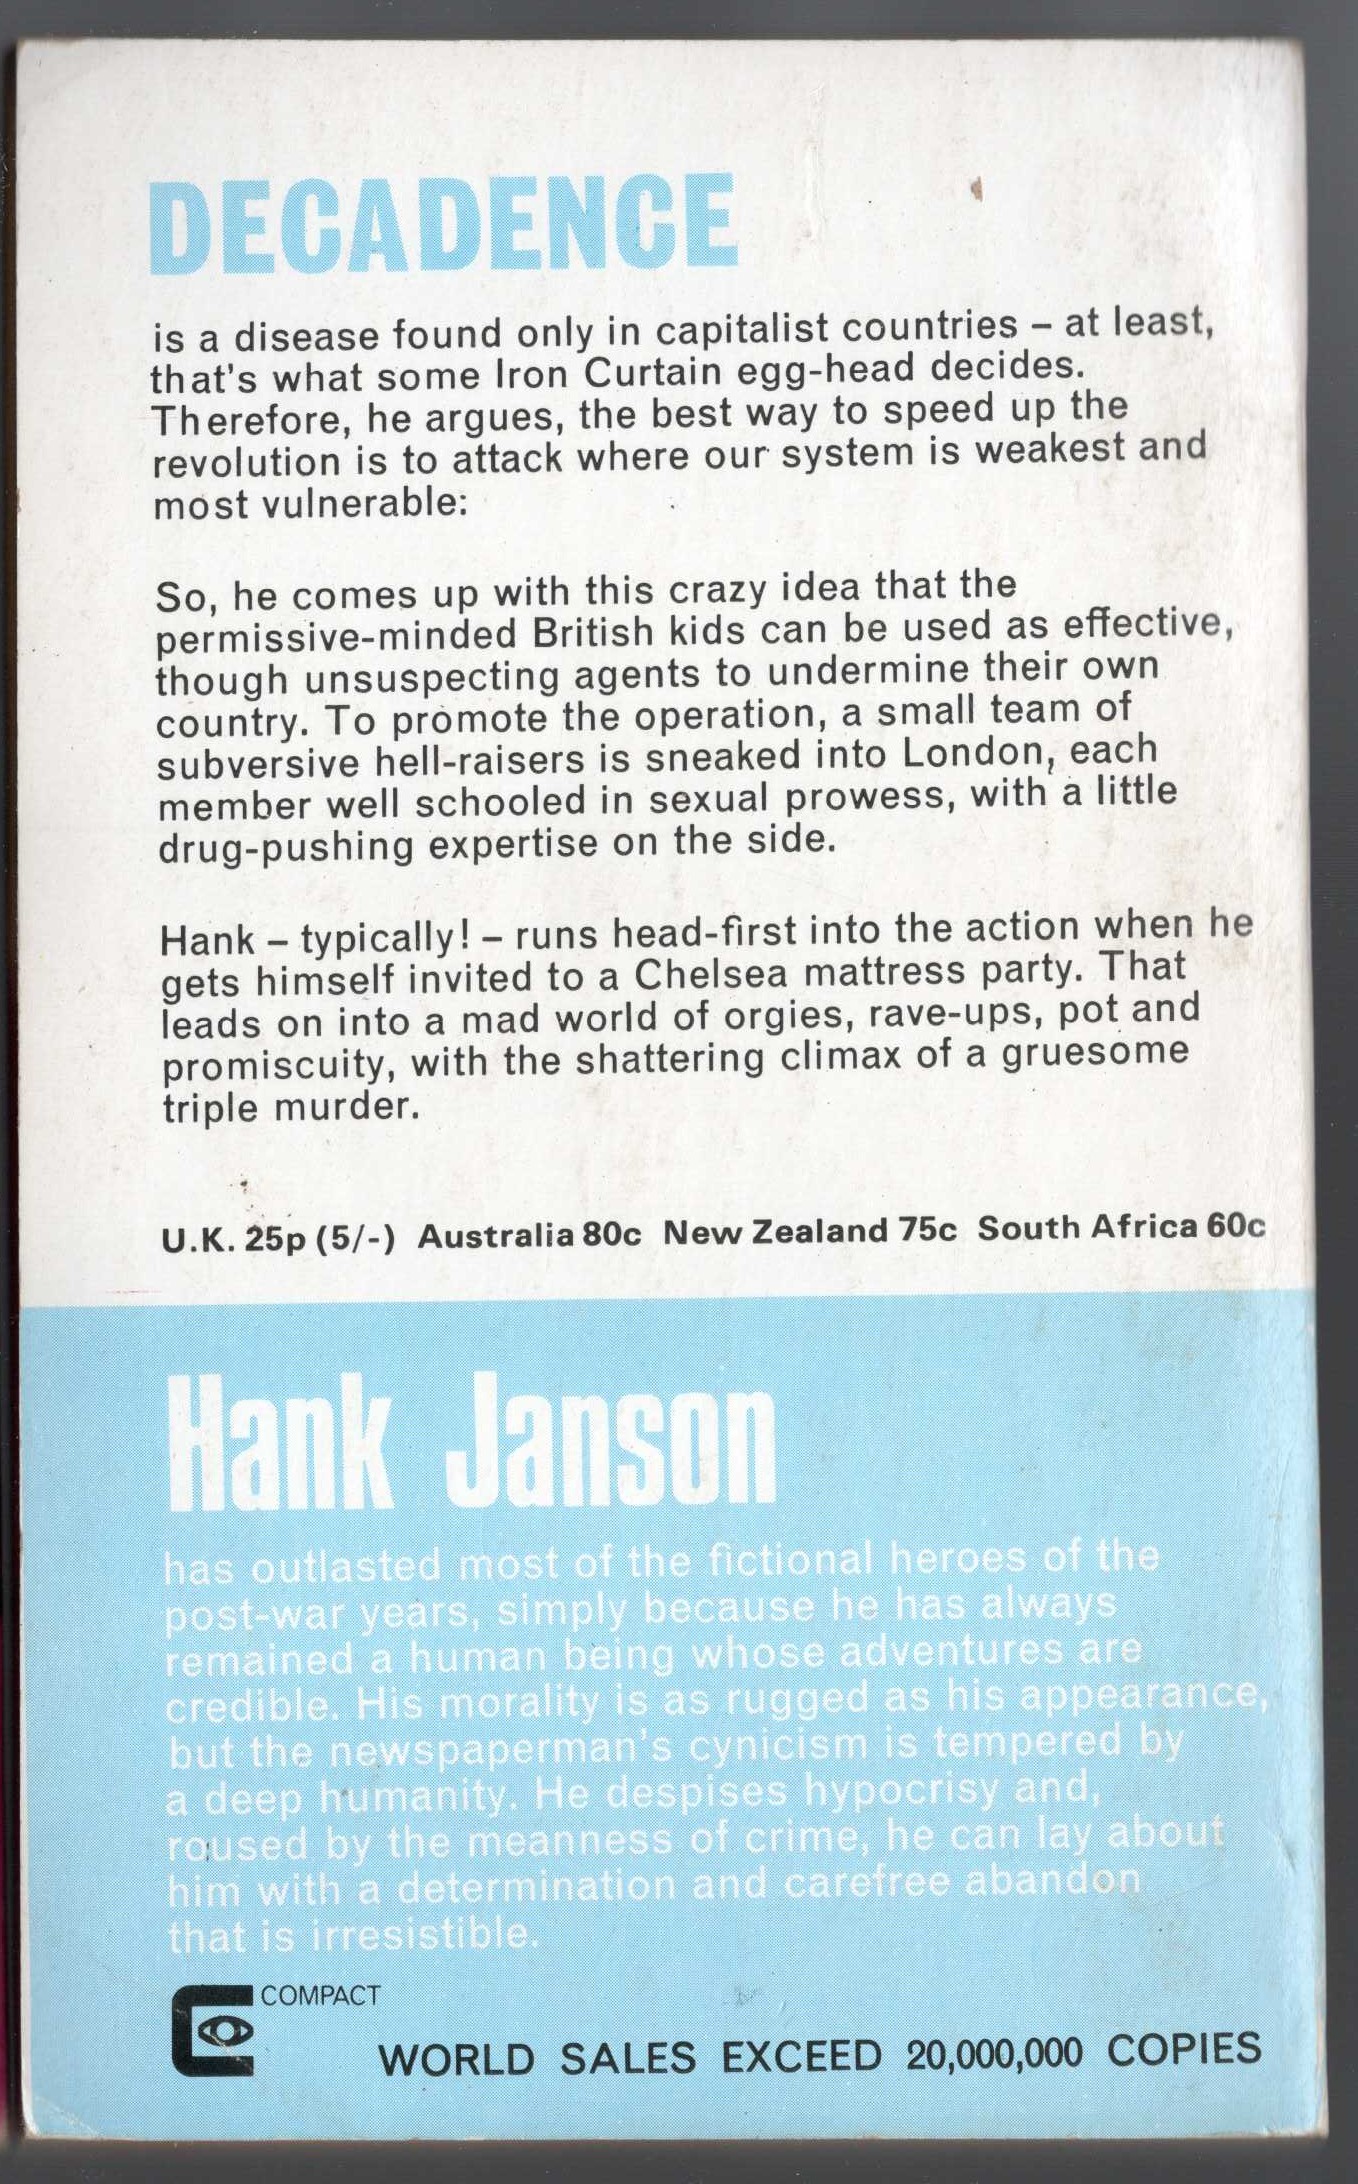 DECADENCE
is a disease found only in capitalist countries – at least,
that's what some Iron Curtain egg-head decides.
Therefore, he argues, the best way to speed up the
revolution is to attack where our system is weakest and
most vulnerable:
So, he comes up with this crazy idea that the
permissive-minded British kids can be used as effective,
though unsuspecting agents to undermine their own
country. To promote the operation, a small team of
subversive hell-raisers is sneaked into London, each
member well schooled in sexual prowess, with a little
drug-pushing expertise on the side.
Hank – typically! – runs head-first into the action when he
gets himself invited to a Chelsea mattress party. That
leads on into a mad world of orgies, rave-ups, pot and
promiscuity, with the shattering climax of a gruesome
triple murder.
U.K. 25p (5/-) Australia 80c New Zealand 75c South Africa 60c
Hank Janson
has outlasted most of the fictional heroes of the
post-war years, simply because he has always
remained a human being whose adventures are
credible. His morality is as rugged as his appearance,
but the newspaperman's cynicism is tempered by
a deep humanity. He despises hypocrisy and,
roused by the meanness of crime, he can lay about
him with a determination and carefree abandon
that is irresistible.
COMPACT
WORLD SALES EXCEED 20,000,000 COPIES